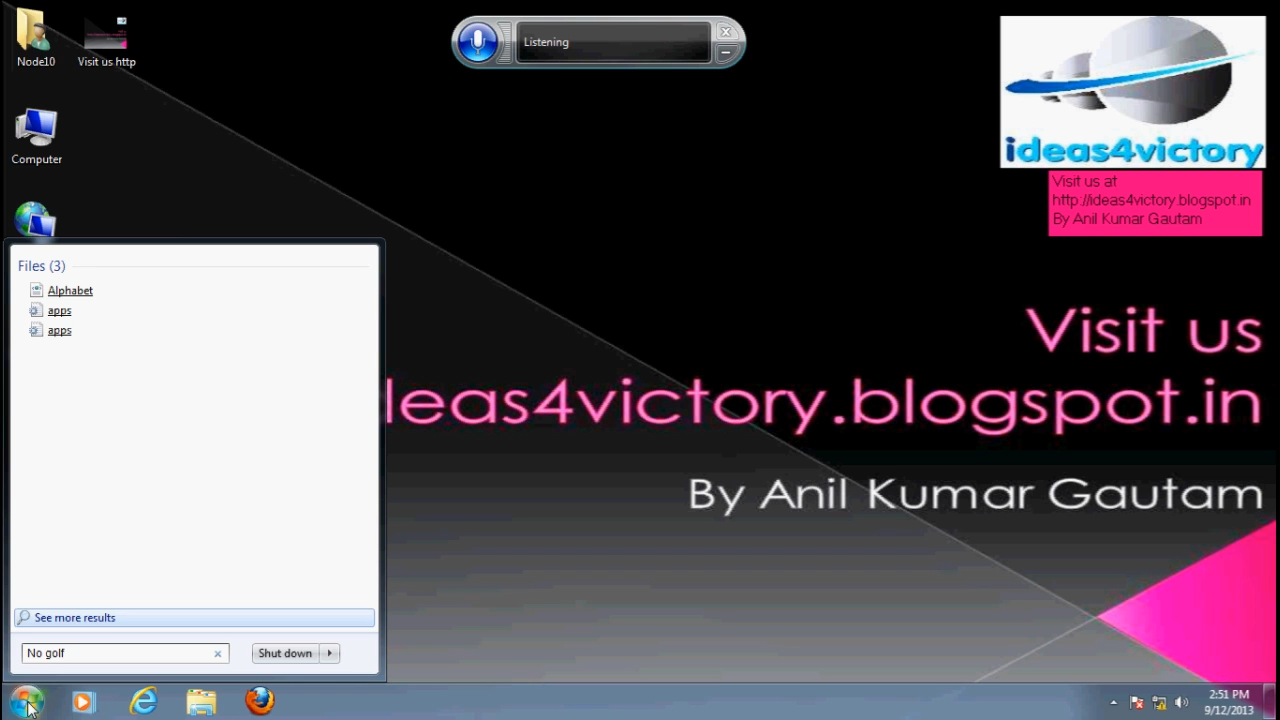 Node10
Visit us http
Computer
Listening
ideas4victory
Visit us at
http://ideas4victory.blogspot.in
By Anil Kumar Gautam
Visit us
deas4victory.blogspot.in
By Anil Kumar Gautam
Files (3)
Alphabet
apps
apps
See more results
No golf
Shut down
2:51 PM
9/12/2013